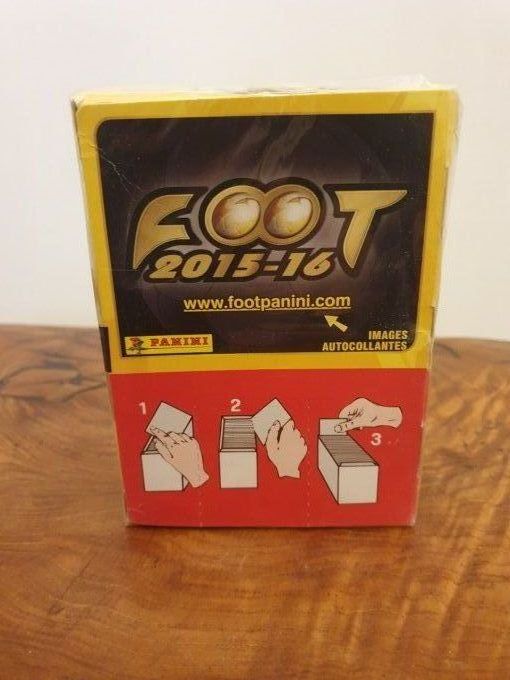 FOOT
2015-16
www.footpanini.com
PANINI
IMAGES
AUTOCOLLANTES
1
2
3